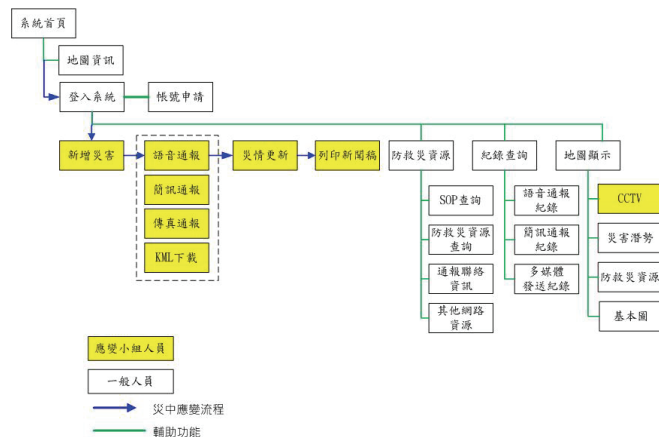 系統首頁
地圖資訊
登入系統
帳號申請
新增災害
語音通報
簡訊通報
傳真通報
KML下載
災情更新
列印新聞稿
防救災資源
SOP查詢
防救災資源
查詢
通報聯絡
資訊
其他網路
資源
紀錄查詢
語音通報
紀錄
簡訊通報
紀錄
多媒體
發送紀錄
地圖顯示
CCTV
災害潛勢
防救災資源
基本圖
應變小組人員
一般人員
災中應變流程
輔助功能